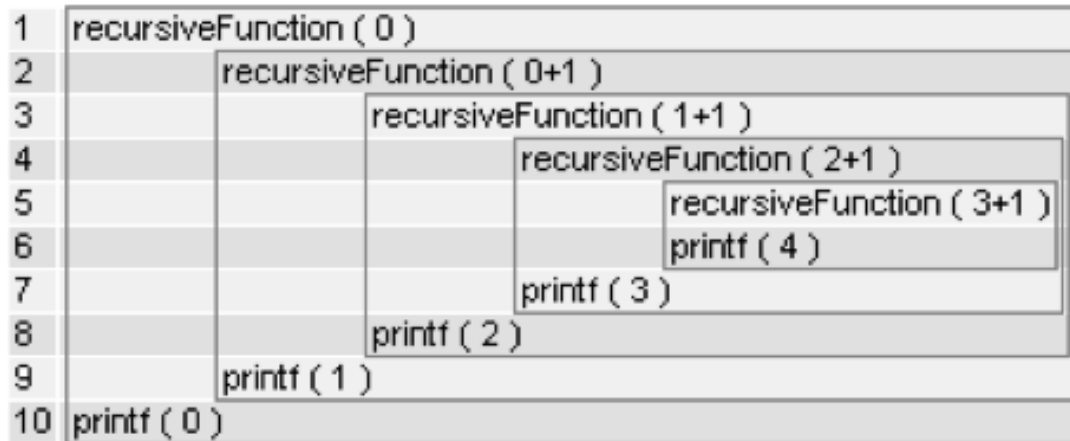 1 recursiveFunction ( 0 )
2 recursiveFunction ( 0+1 )
3 recursiveFunction ( 1+1 )
4 recursiveFunction ( 2+1 )
5 recursiveFunction ( 3+1 )
6 printf ( 4 )
7 printf ( 3 )
8 printf ( 2 )
9 printf ( 1 )
10 printf ( 0 )